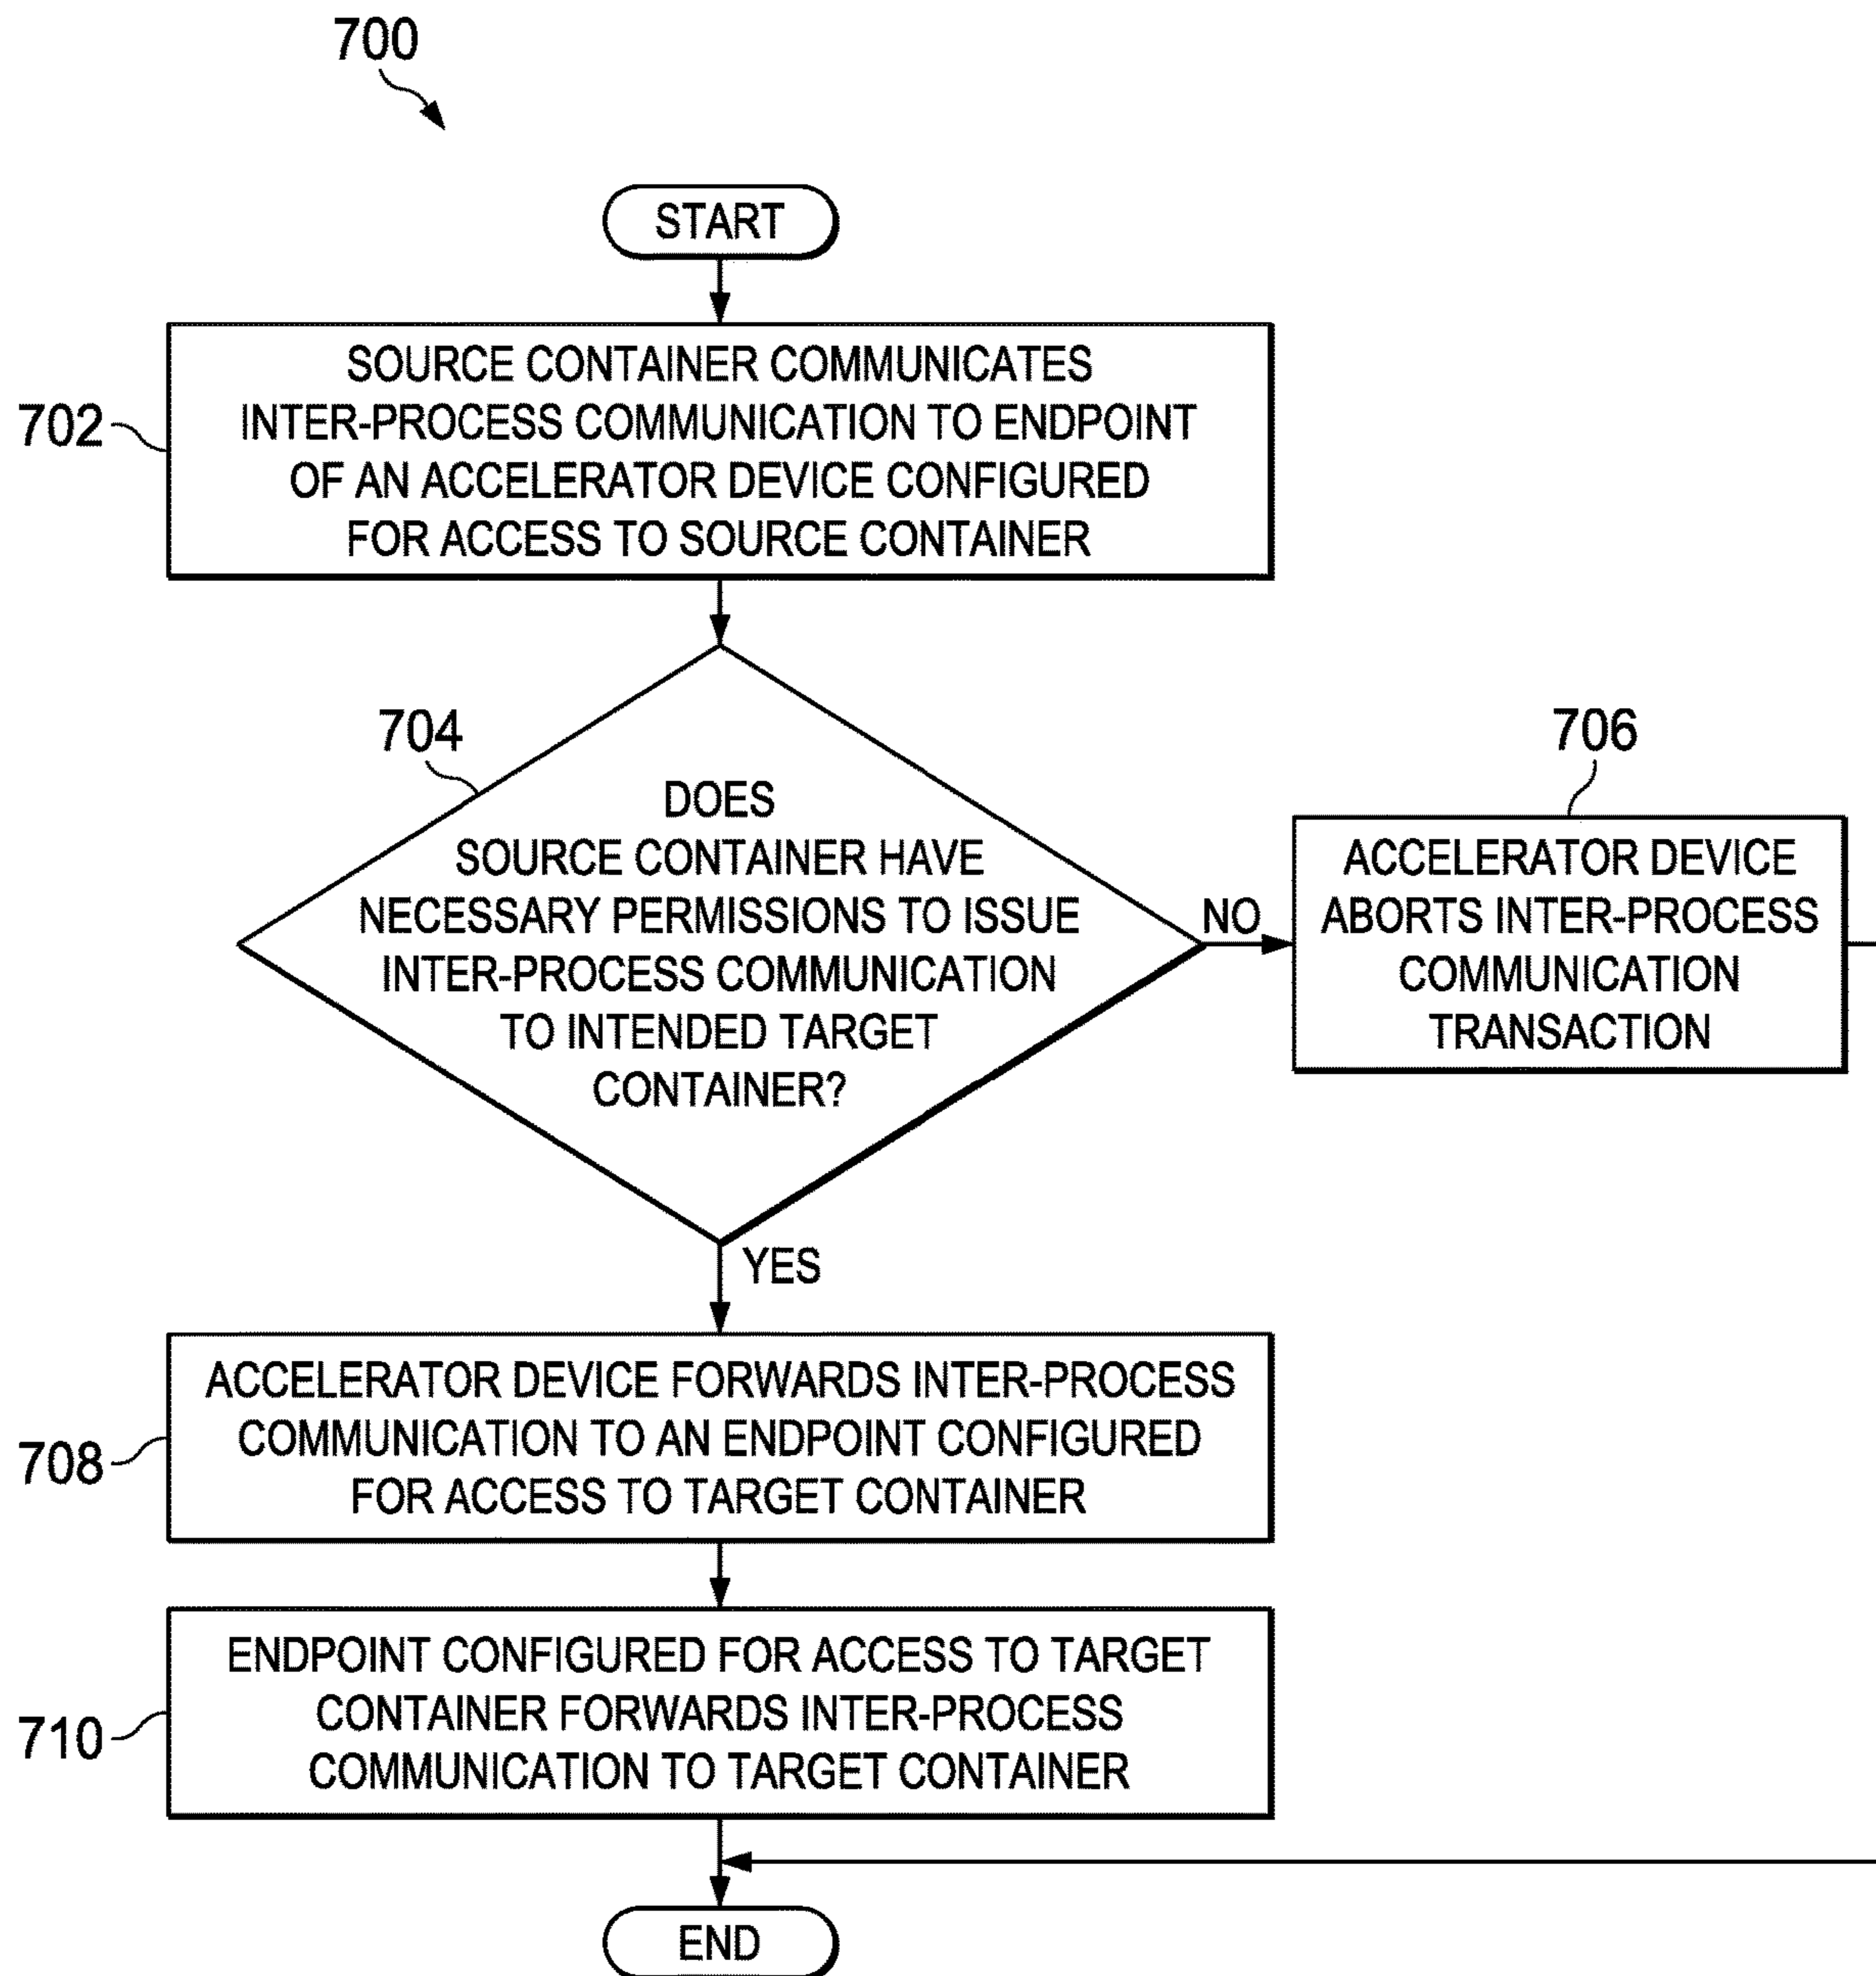 700
START
702
SOURCE CONTAINER COMMUNICATES
INTER-PROCESS COMMUNICATION TO ENDPOINT
OF AN ACCELERATOR DEVICE CONFIGURED
FOR ACCESS TO SOURCE CONTAINER
704
DOES
SOURCE CONTAINER HAVE
NECESSARY PERMISSIONS TO ISSUE
INTER-PROCESS COMMUNICATION
TO INTENDED TARGET
CONTAINER?
NO
706
ACCELERATOR DEVICE
ABORTS INTER-PROCESS
COMMUNICATION
TRANSACTION
YES
708
ACCELERATOR DEVICE FORWARDS INTER-PROCESS
COMMUNICATION TO AN ENDPOINT CONFIGURED
FOR ACCESS TO TARGET CONTAINER
710
ENDPOINT CONFIGURED FOR ACCESS TO TARGET
CONTAINER FORWARDS INTER-PROCESS
COMMUNICATION TO TARGET CONTAINER
END